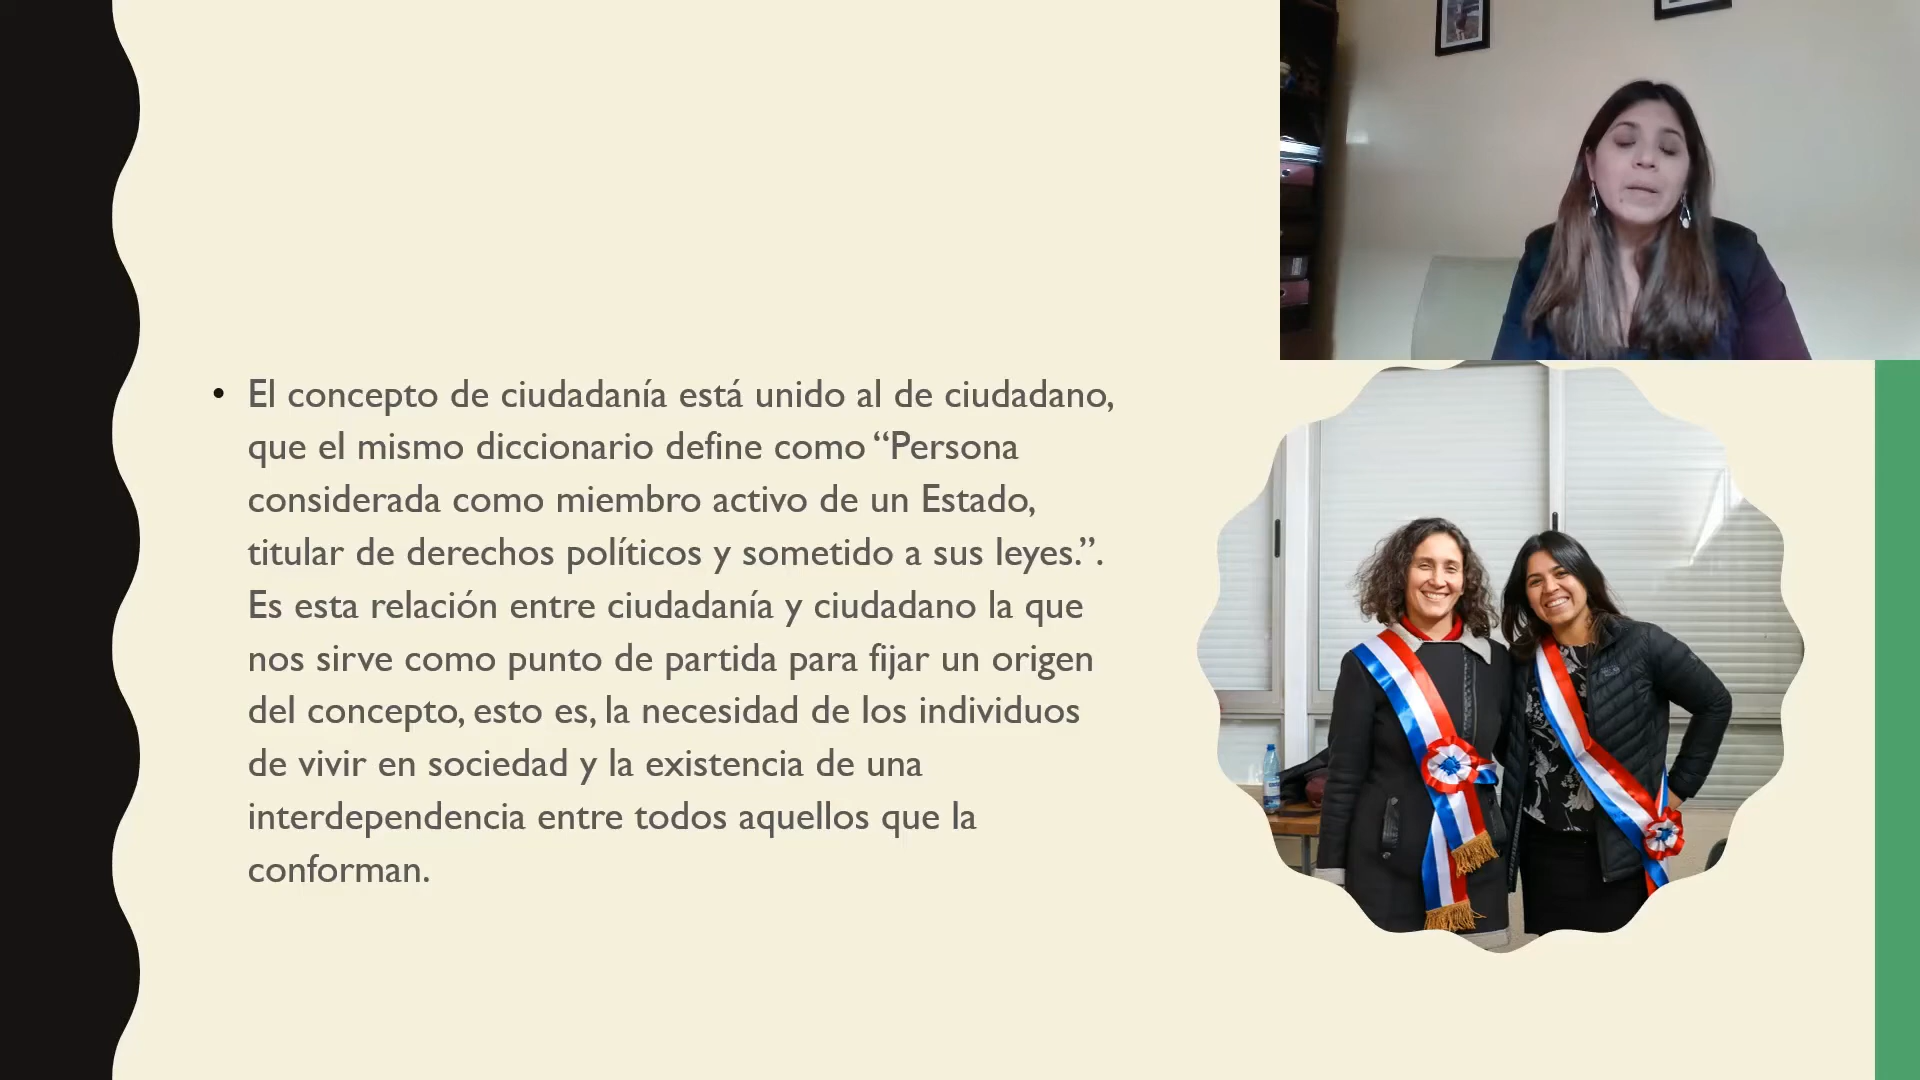 • El concepto de ciudadanía está unido al de ciudadano,
que el mismo diccionario define como “Persona
considerada como miembro activo de un Estado,
titular de derechos políticos y sometido a sus leyes.”.
Es esta relación entre ciudadanía y ciudadano la que
nos sirve como punto de partida para fijar un origen
del concepto, esto es, la necesidad de los individuos
de vivir en sociedad y la existencia de una
interdependencia entre todos aquellos que la
conforman.